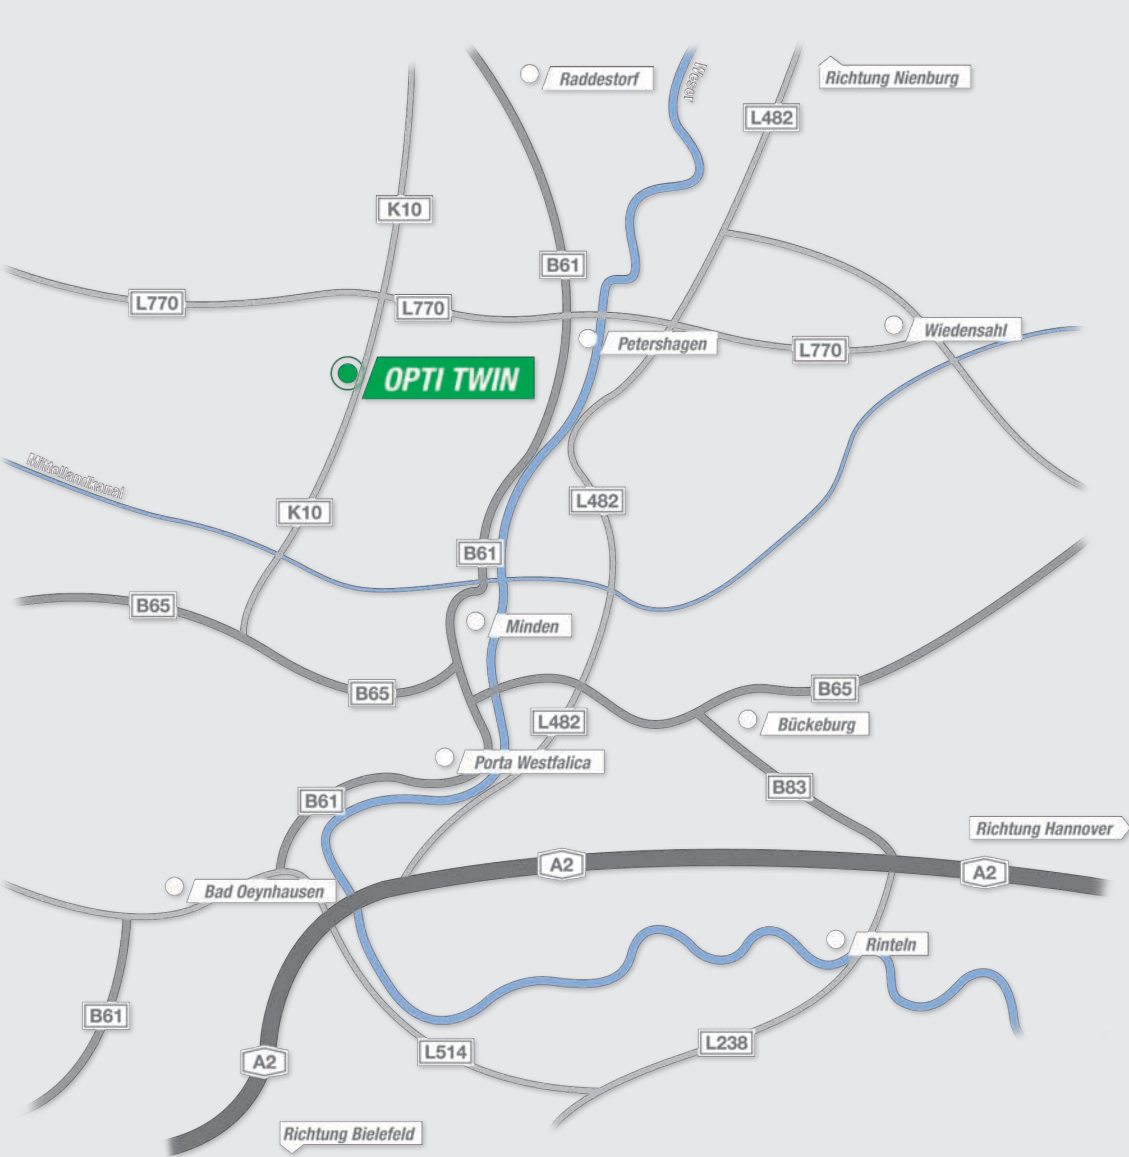 Raddestorf
Weser
Richtung Nienburg
L482
K10
B61
L770
L770
Petershagen
L770
Wiedensahl
OPTI TWIN
Mittellandkanal
K10
L482
B61
B65
Minden
B65
B65
L482
Bückeburg
Porta Westfalica
B61
B83
Richtung Hannover
A2
A2
Bad Oeynhausen
Rinteln
B61
A2
L514
L238
Richtung Bielefeld